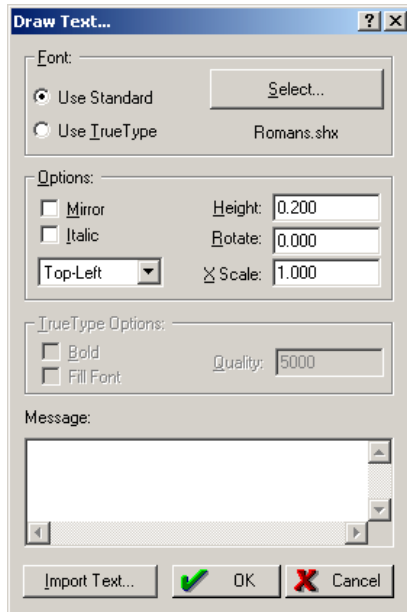 Draw Text...
Font:
Use Standard
Select...
Use TrueType
Romans.shx
Options:
Mirror
Height: 0.200
Italic
Rotate: 0.000
Top-Left
X Scale: 1.000
TrueType Options:
Bold
Quality: 5000
Fill Font
Message:
Import Text...
OK
Cancel